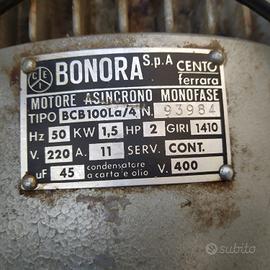 CEI BONORA S.p.A CENTO
ferrara
MOTORE ASINCRONO MONOFASE
TIPO BCB100La/4 N. 93984
Hz 50 KW 1,5 HP 2 GIRI 1410
V. 220 A. 11 SERV. CONT.
uF 45 condensatore a carta e olio V. 400
subito